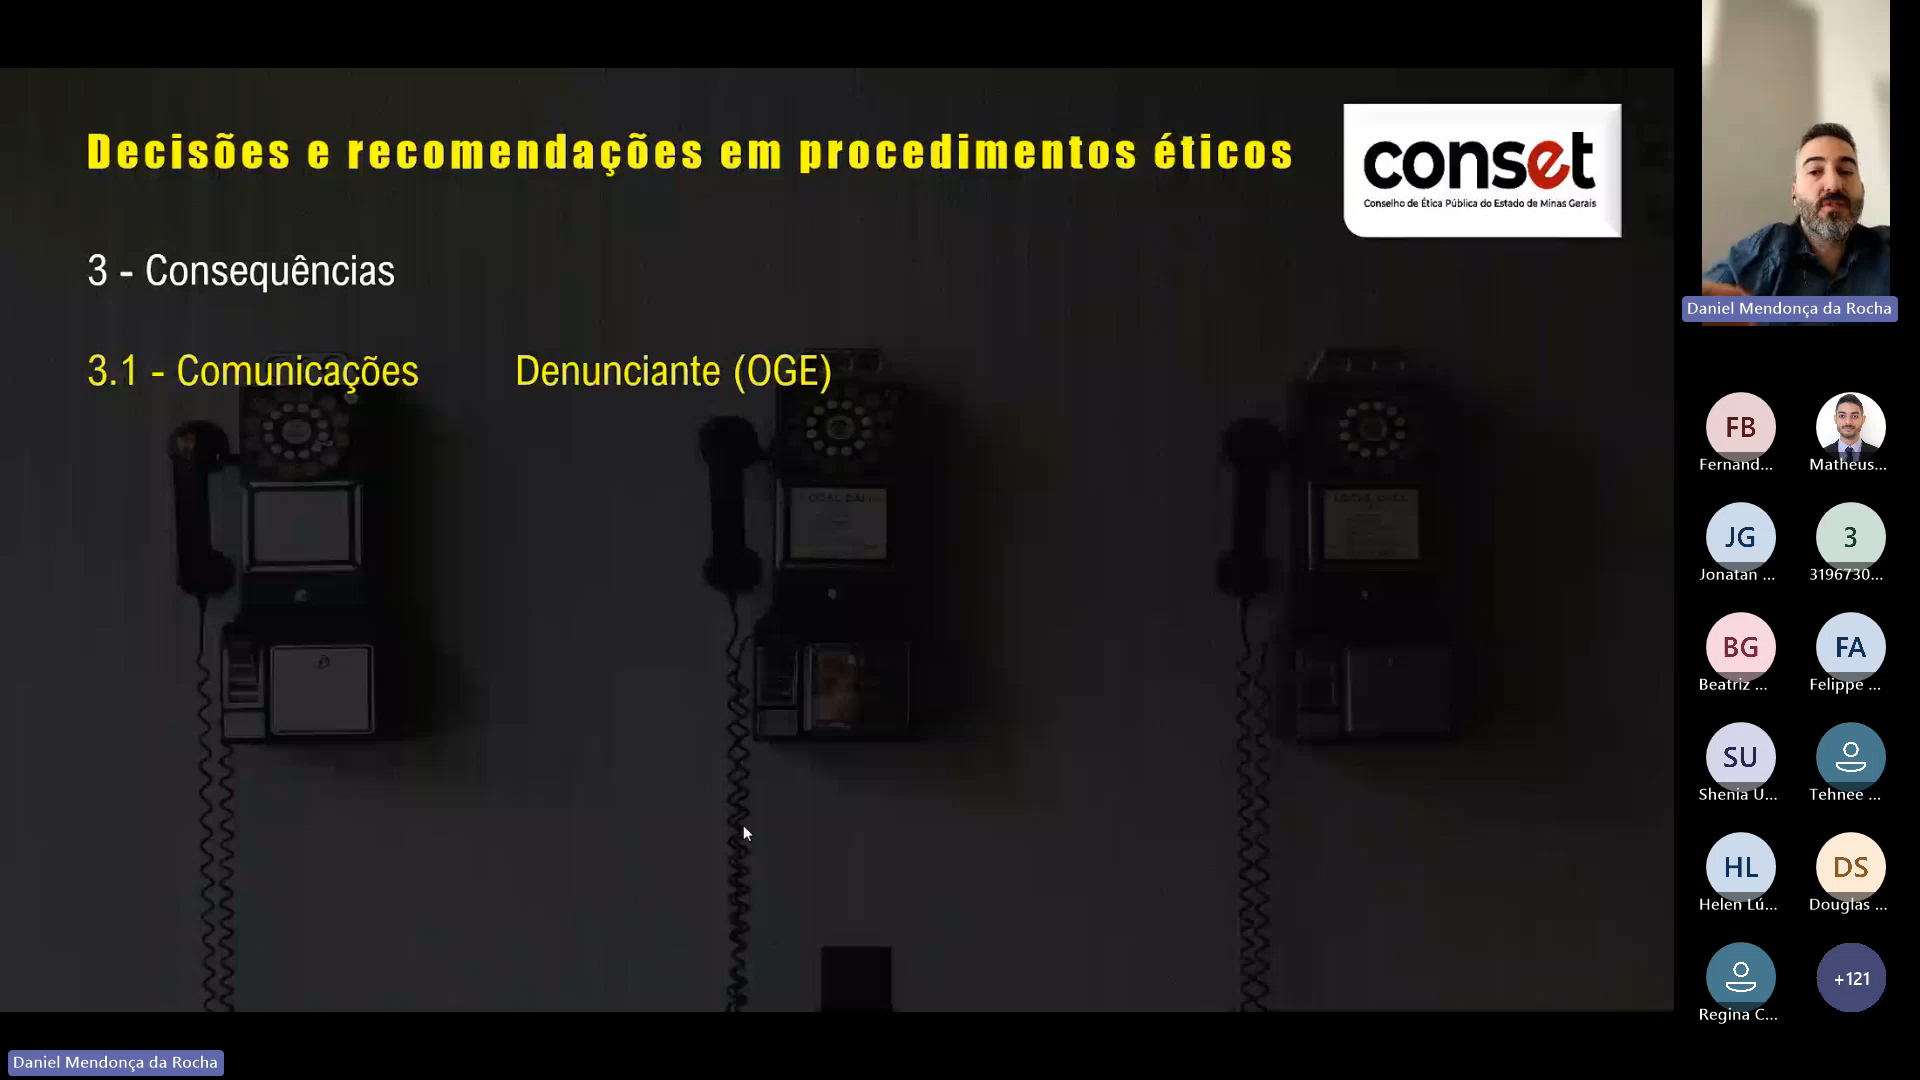 Decisões e recomendações em procedimentos éticos
conset
Conselho de Ética Pública do Estado de Minas Gerais
3 - Consequências
3.1 - Comunicações Denunciante (OGE)
Daniel Mendonça da Rocha
FB
Fernand...
Matheus...
JG
Jonatan ...
3
3196730...
BG
Beatriz ...
FA
Felippe ...
SU
Shenia U...
Tehnee ...
HL
Helen Lú...
DS
Douglas ...
Regina C...
+121
Daniel Mendonça da Rocha